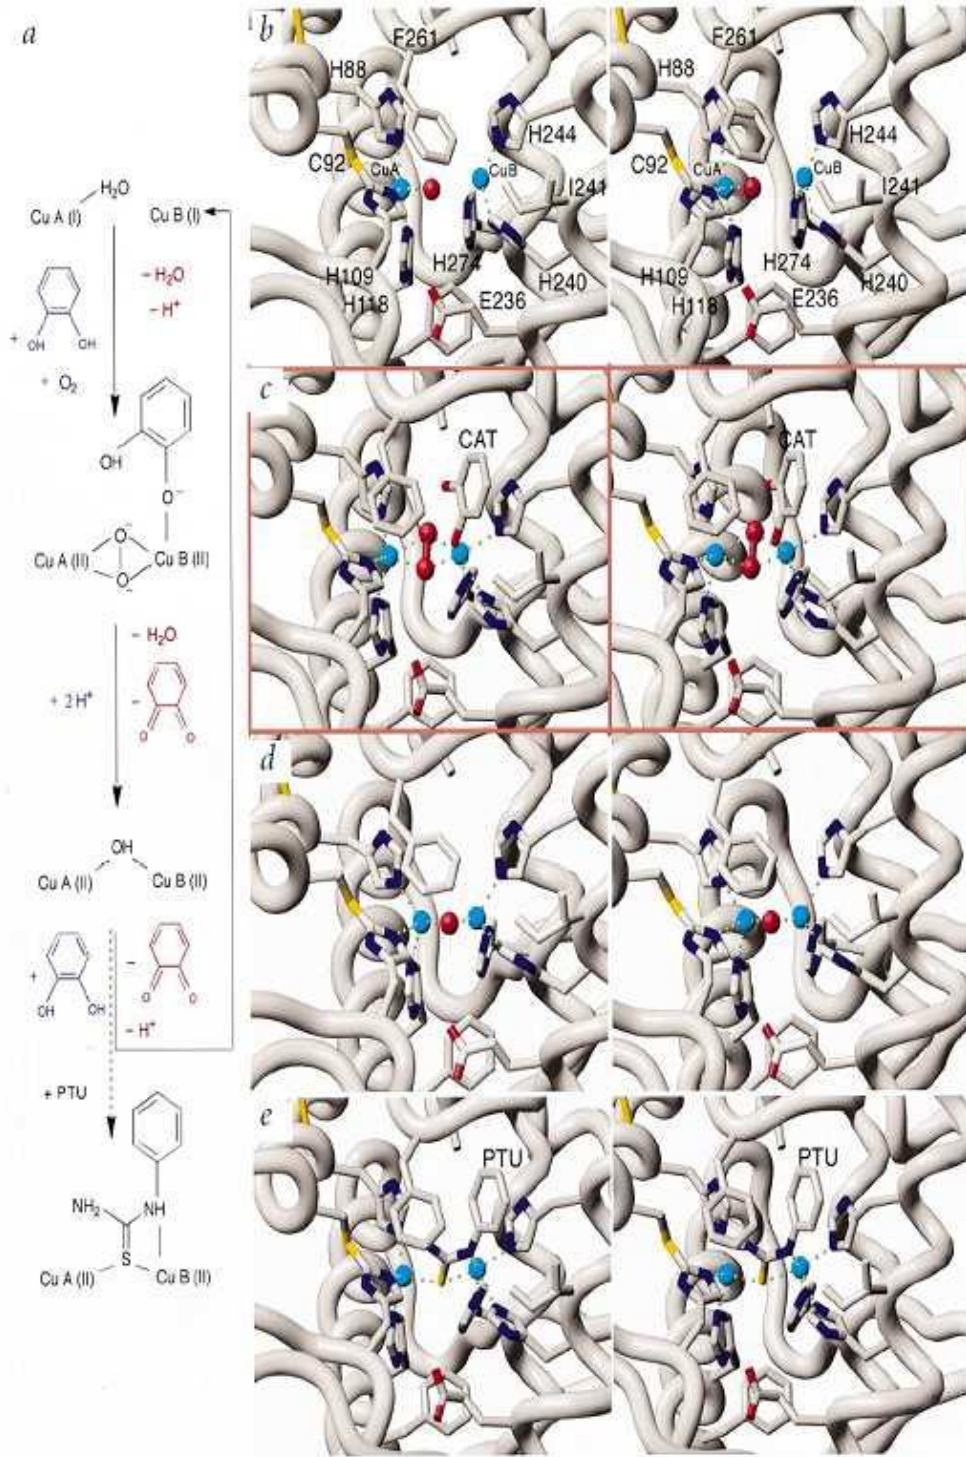 a
H₂O
Cu A (I)
Cu B (I)
− H₂O
− H⁺
+
OH
OH
+ O₂
OH
O⁻
Cu A (II)
O⁻
O⁻
Cu B (II)
+ 2H⁺
− H₂O
−
O
O
OH
Cu A (II)
Cu B (II)
+
OH
OH
−
O
O
− H⁺
+ PTU
NH₂
NH
S
Cu A (II)
Cu B (II)
b
F261
H88
H244
C92
CuA
CuB
I241
H109
H274
H240
H118
E236
F261
H88
H244
C92
CuA
CuB
I241
H109
H274
H240
H118
E236
c
CAT
CAT
d
e
PTU
PTU